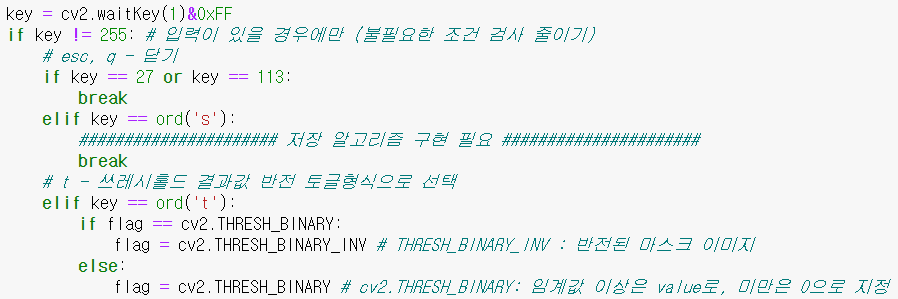 key = cv2.waitKey(1)&0xFF
if key != 255: # 입력이 있을 경우에만 (불필요한 조건 검사 줄이기)
    # esc, q - 닫기
    if key == 27 or key == 113:
        break
    elif key == ord('s'):
        ###################### 저장 알고리즘 구현 필요 ######################
        break
    # t - 쓰레시홀드 결과값 반전 토글형식으로 선택
    elif key == ord('t'):
        if flag == cv2.THRESH_BINARY:
            flag = cv2.THRESH_BINARY_INV # THRESH_BINARY_INV : 반전된 마스크 이미지
        else:
            flag = cv2.THRESH_BINARY # cv2.THRESH_BINARY: 임계값 이상은 value로, 미만은 0으로 지정